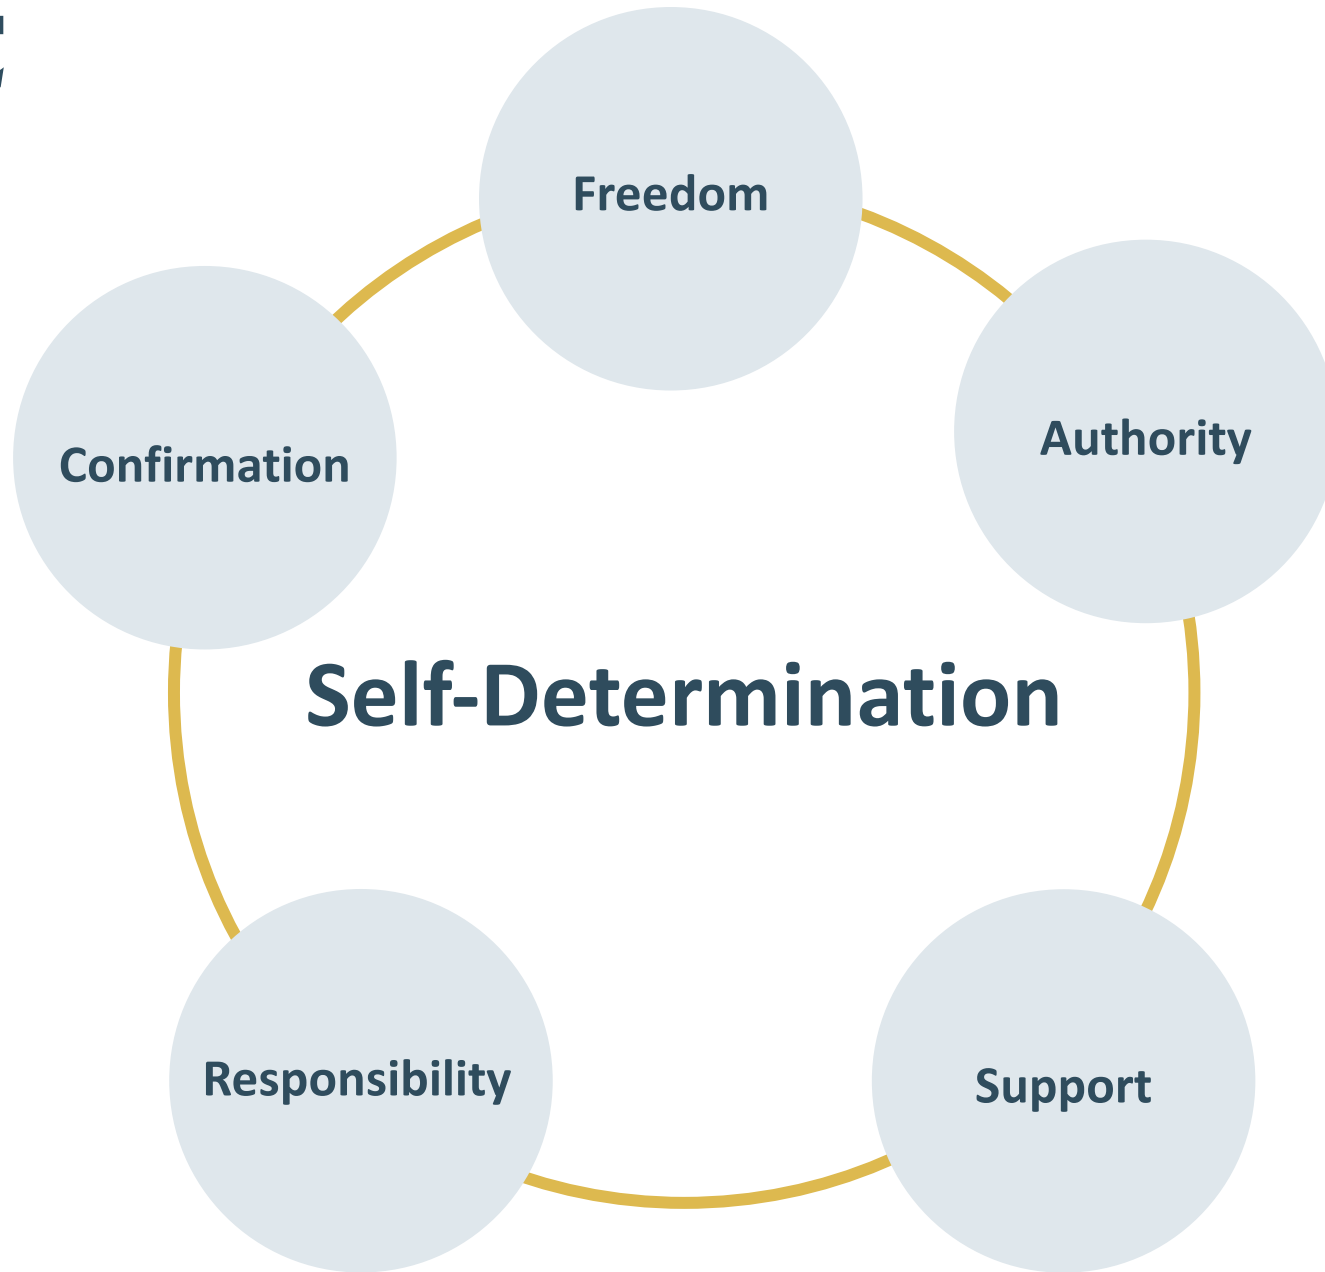 Freedom
Authority
Confirmation
Self-Determination
Responsibility
Support